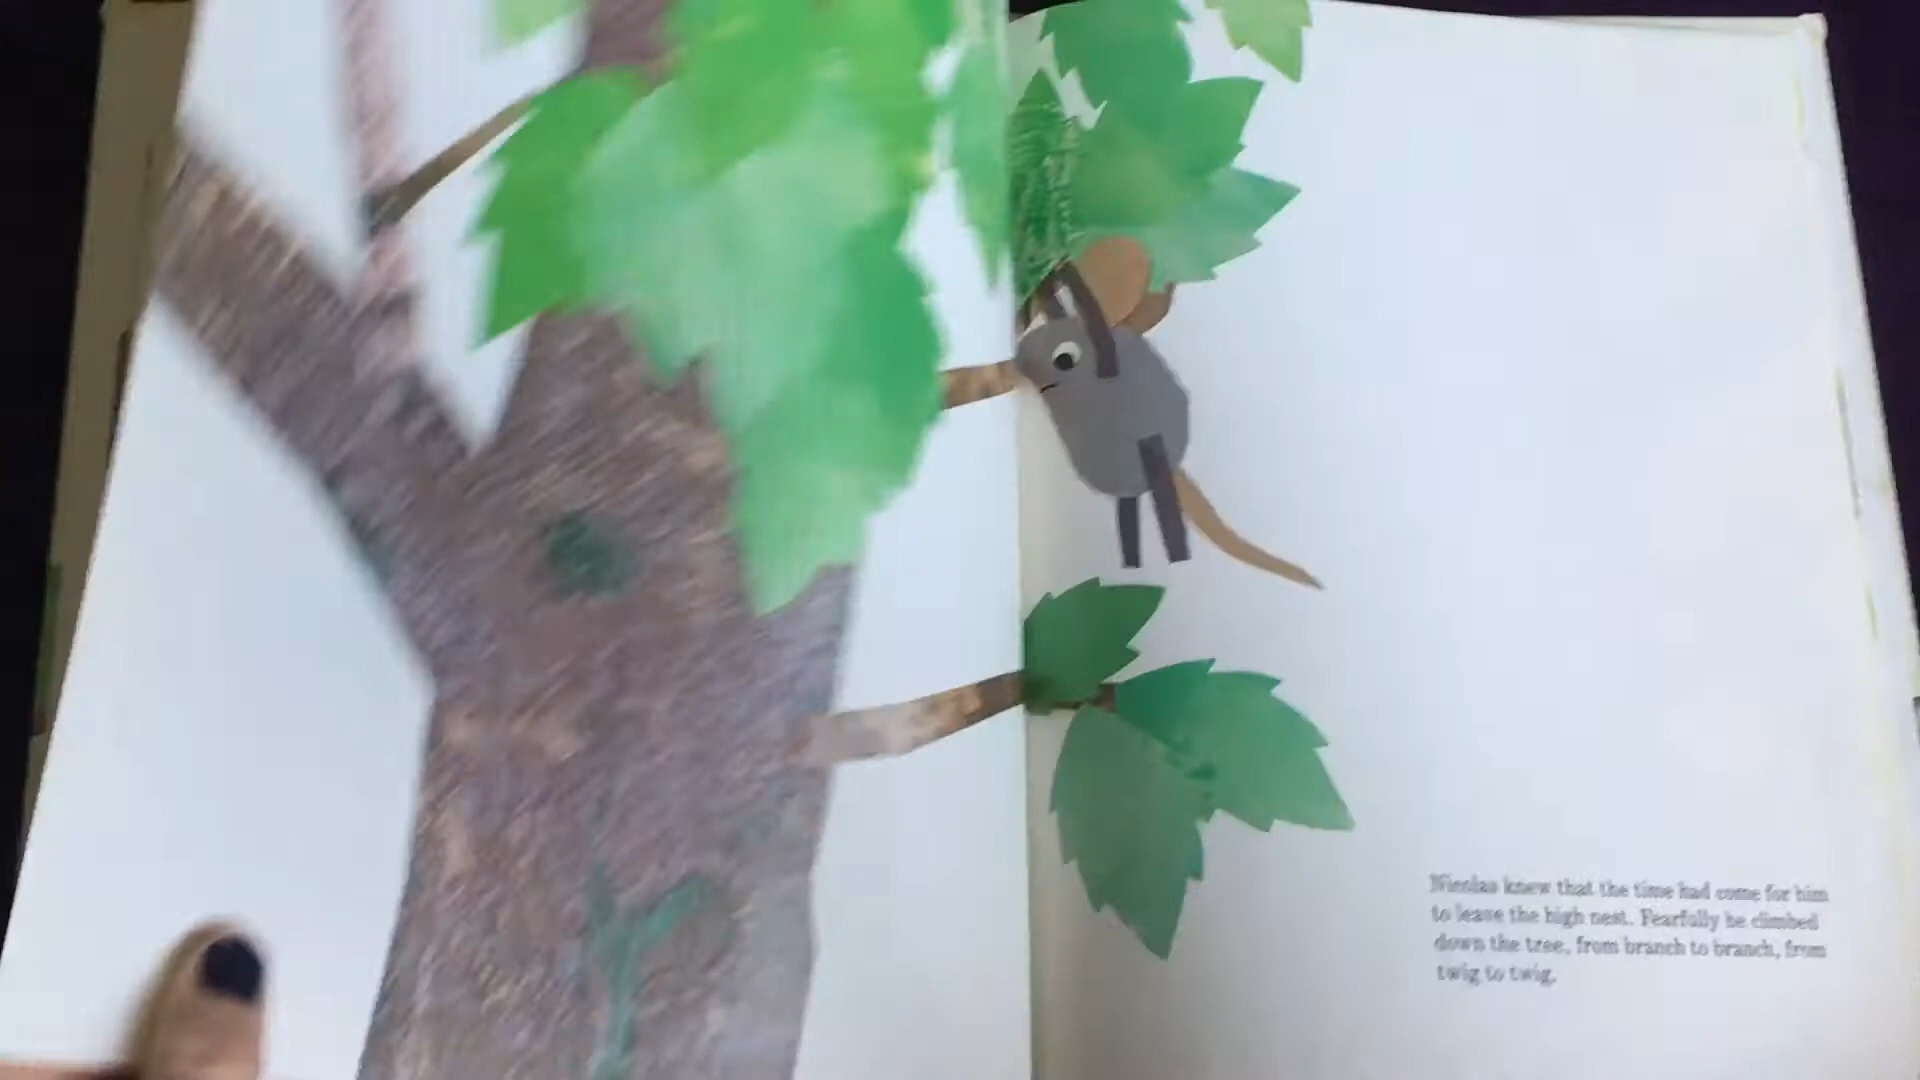 Nicolas knew that the time had come for him
to leave the high nest. Fearfully he climbed
down the tree, from branch to branch, from
twig to twig.